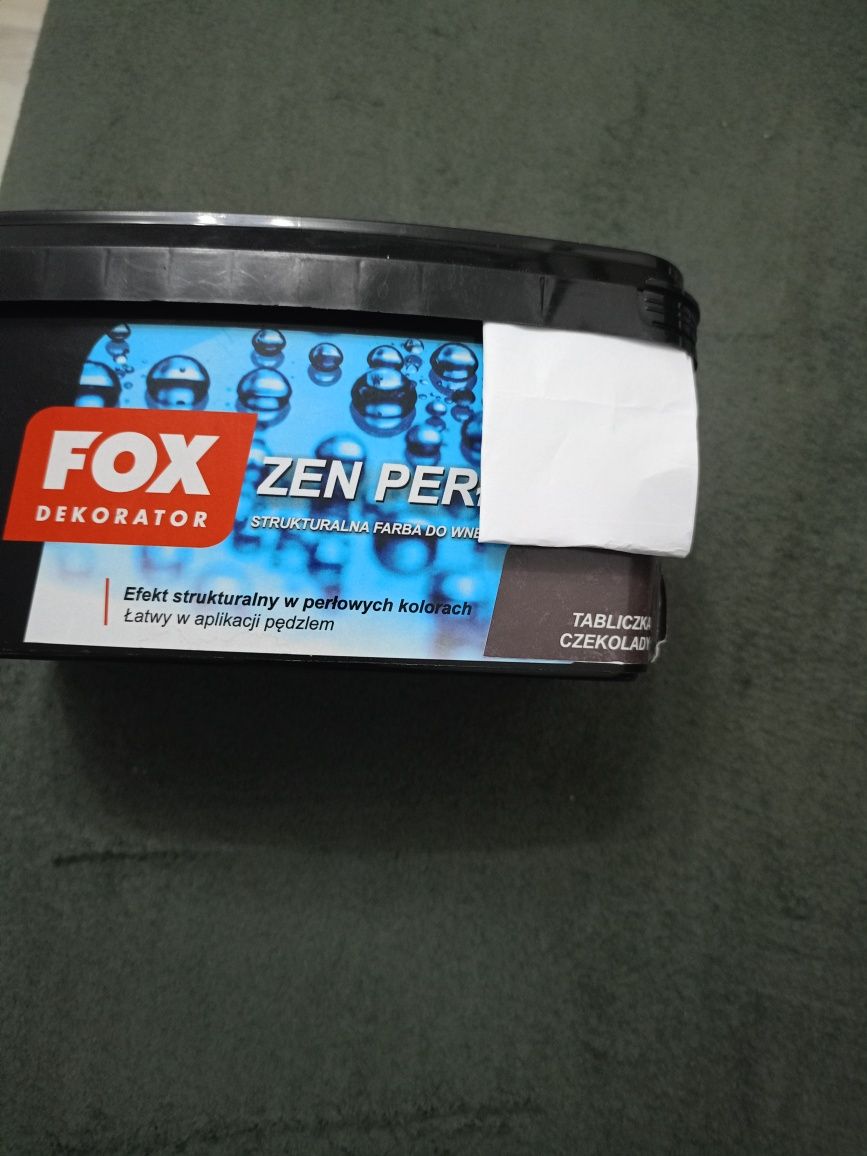 FOX
DEKORATOR
ZEN
STRUKTURALNA FARBA DO
Efekt strukturalny w perłowych kolorach
Łatwy w aplikacji pędzlem
TABLICZKA
CZEKOLADY